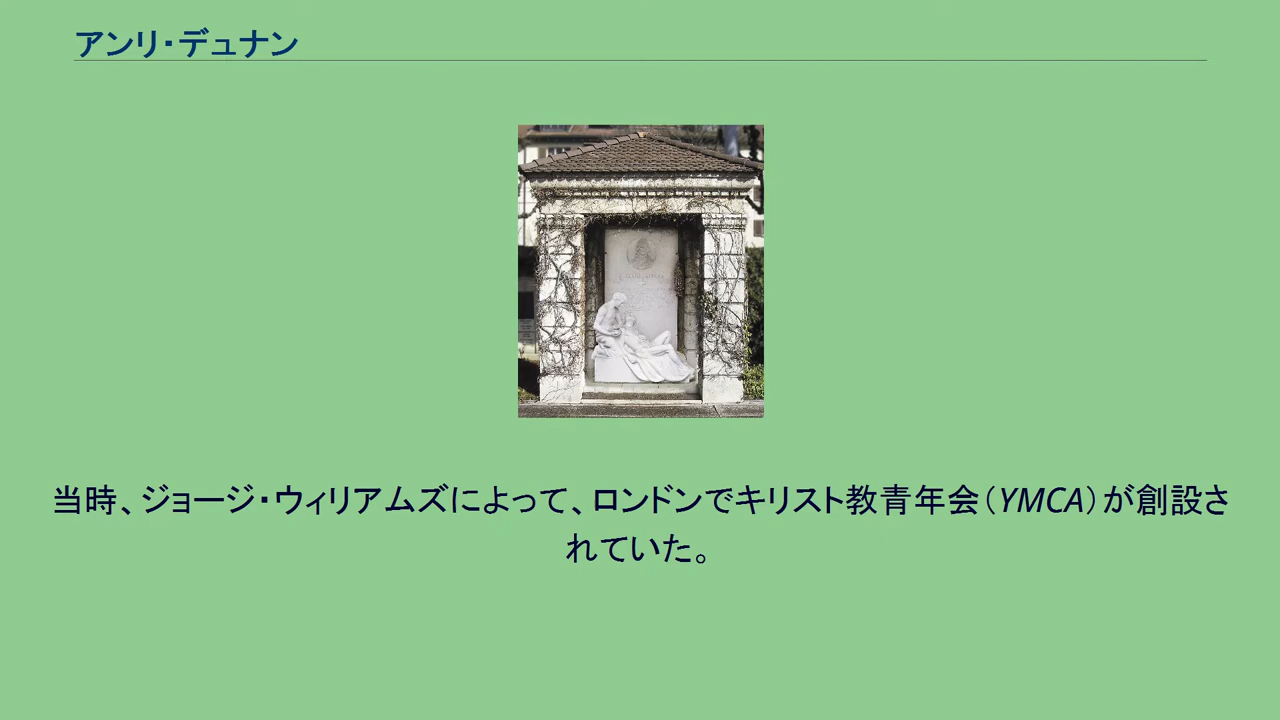 アンリ・デュナン
当時、ジョージ・ウィリアムズによって、ロンドンでキリスト教青年会（YMCA）が創設さ
れていた。